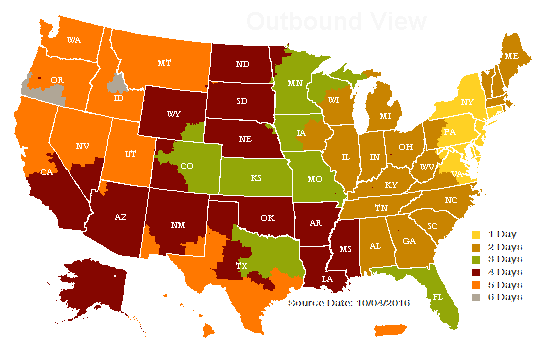 Outbound View
WA
MT
ND
ME
OR
ID
MN
SD
WI
NY
WY
MI
IA
PA
NE
NV
UT
IL
IN
OH
CO
WV
CA
KS
MO
VA
KY
NC
TN
AZ
NM
OK
AR
SC
MS
AL
GA
TX
LA
FL
1 Day
2 Days
3 Days
4 Days
5 Days
6 Days
Source Date: 10/04/2016